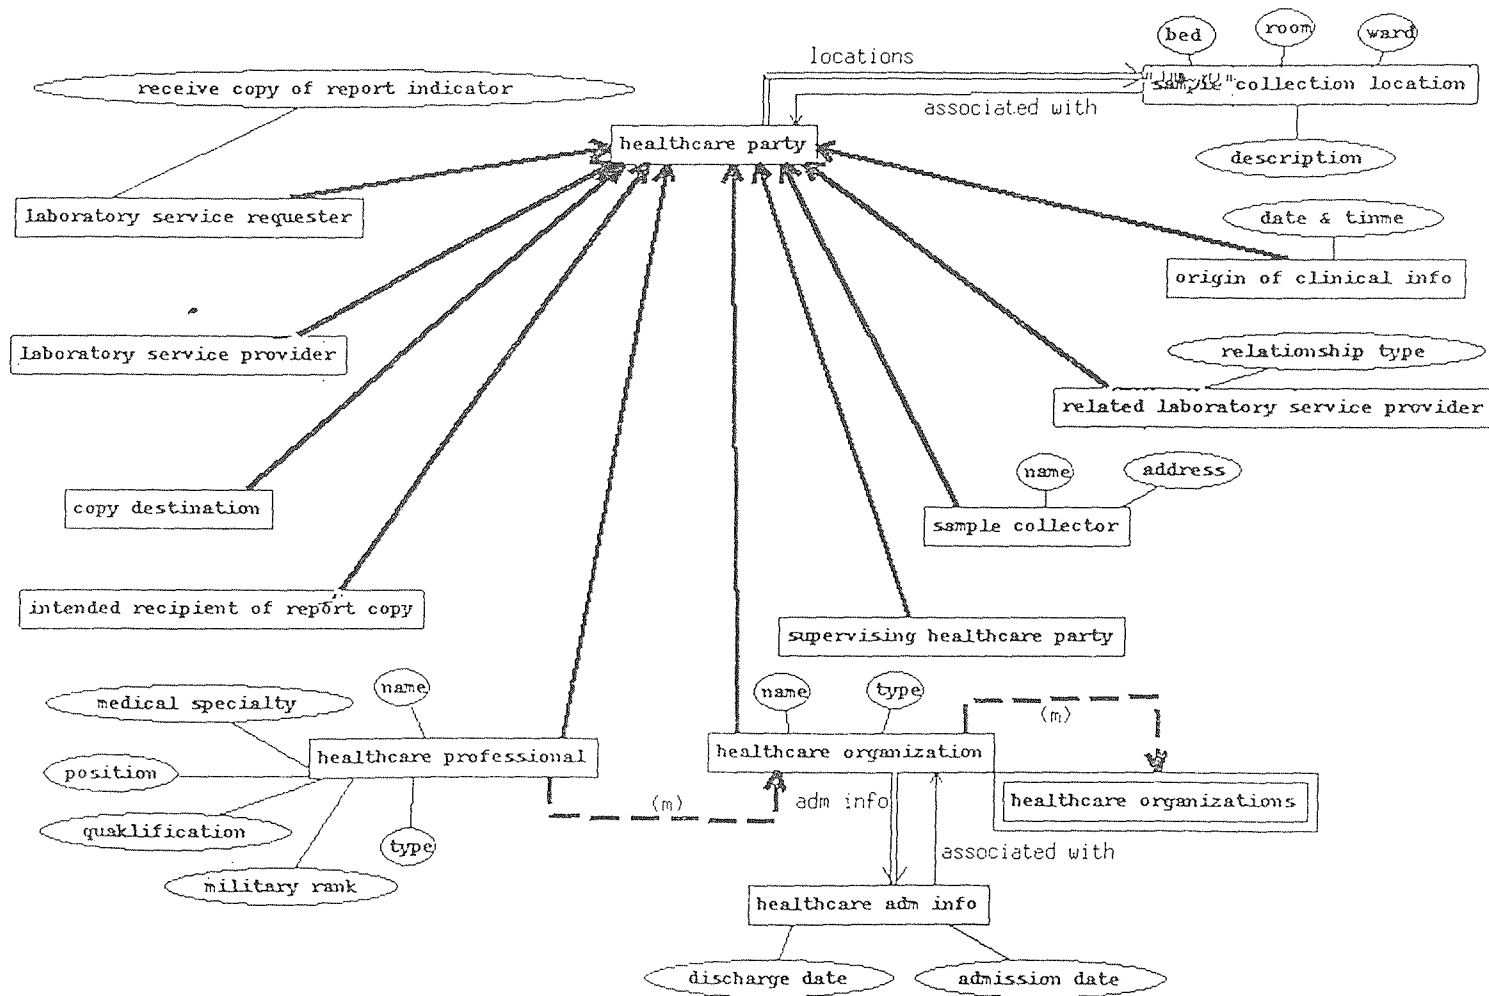 bed
room
ward
locations
receive copy of report indicator
sample collection location
associated with
healthcare party
description
laboratory service requester
date & tinme
origin of clinical info
laboratory service provider
relationship type
related laboratory service provider
name
address
copy destination
sample collector
intended recipient of report copy
supervising healthcare party
medical specialty
name
name
type
(m)
healthcare professional
healthcare organization
position
(m)
adm info
healthcare organizations
quaklification
type
associated with
military rank
healthcare adm info
discharge date
admission date